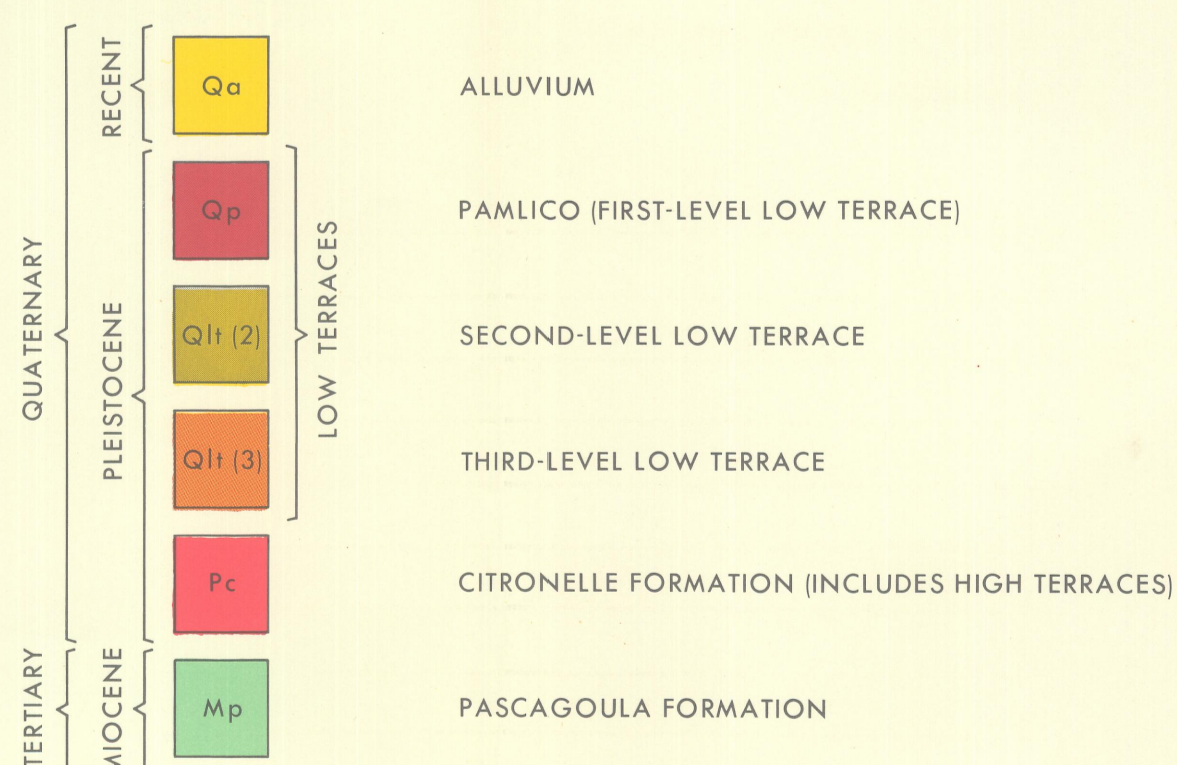 QUATERNARY
RECENT
Qa
ALLUVIUM
PLEISTOCENE
LOW TERRACES
Qp
PAMLICO (FIRST-LEVEL LOW TERRACE)
Qlt (2)
SECOND-LEVEL LOW TERRACE
Qlt (3)
THIRD-LEVEL LOW TERRACE
Pc
CITRONELLE FORMATION (INCLUDES HIGH TERRACES)
TERTIARY
MIOCENE
Mp
PASCAGOULA FORMATION